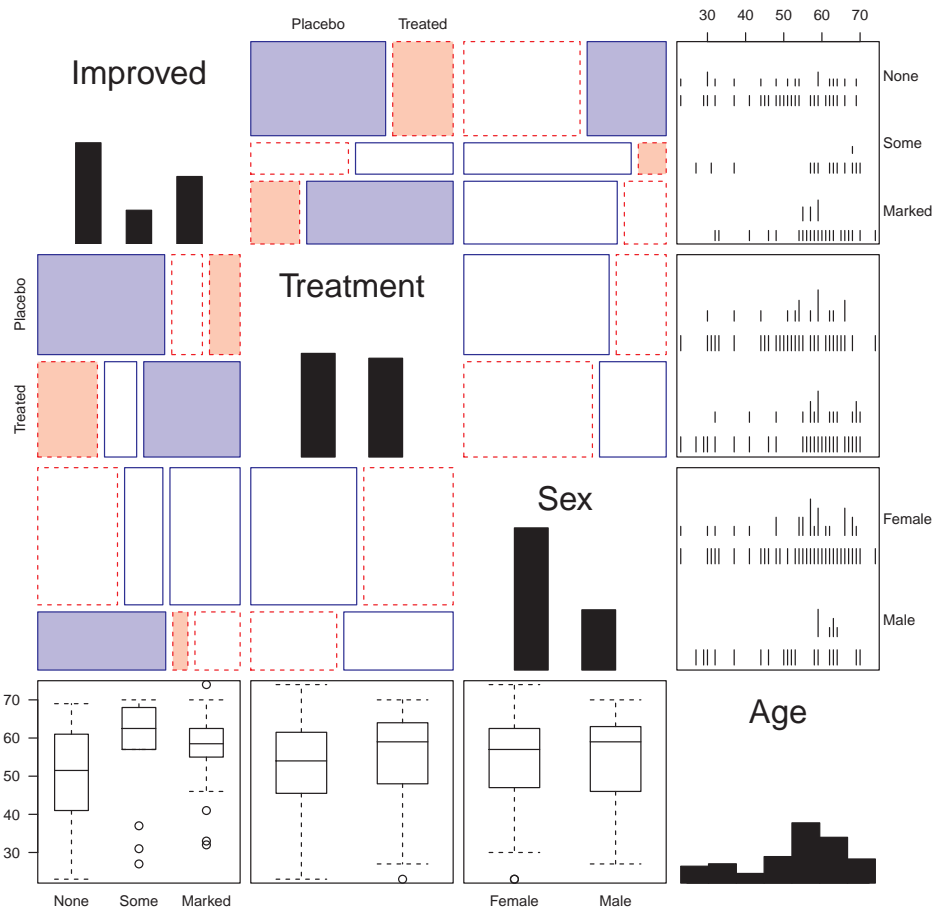 Placebo Treated
30 40 50 60 70
Improved
None
Some
Marked
Placebo
Treated
Treatment
Sex
Female
Male
Age
70
60
50
40
30
None Some Marked
Female Male